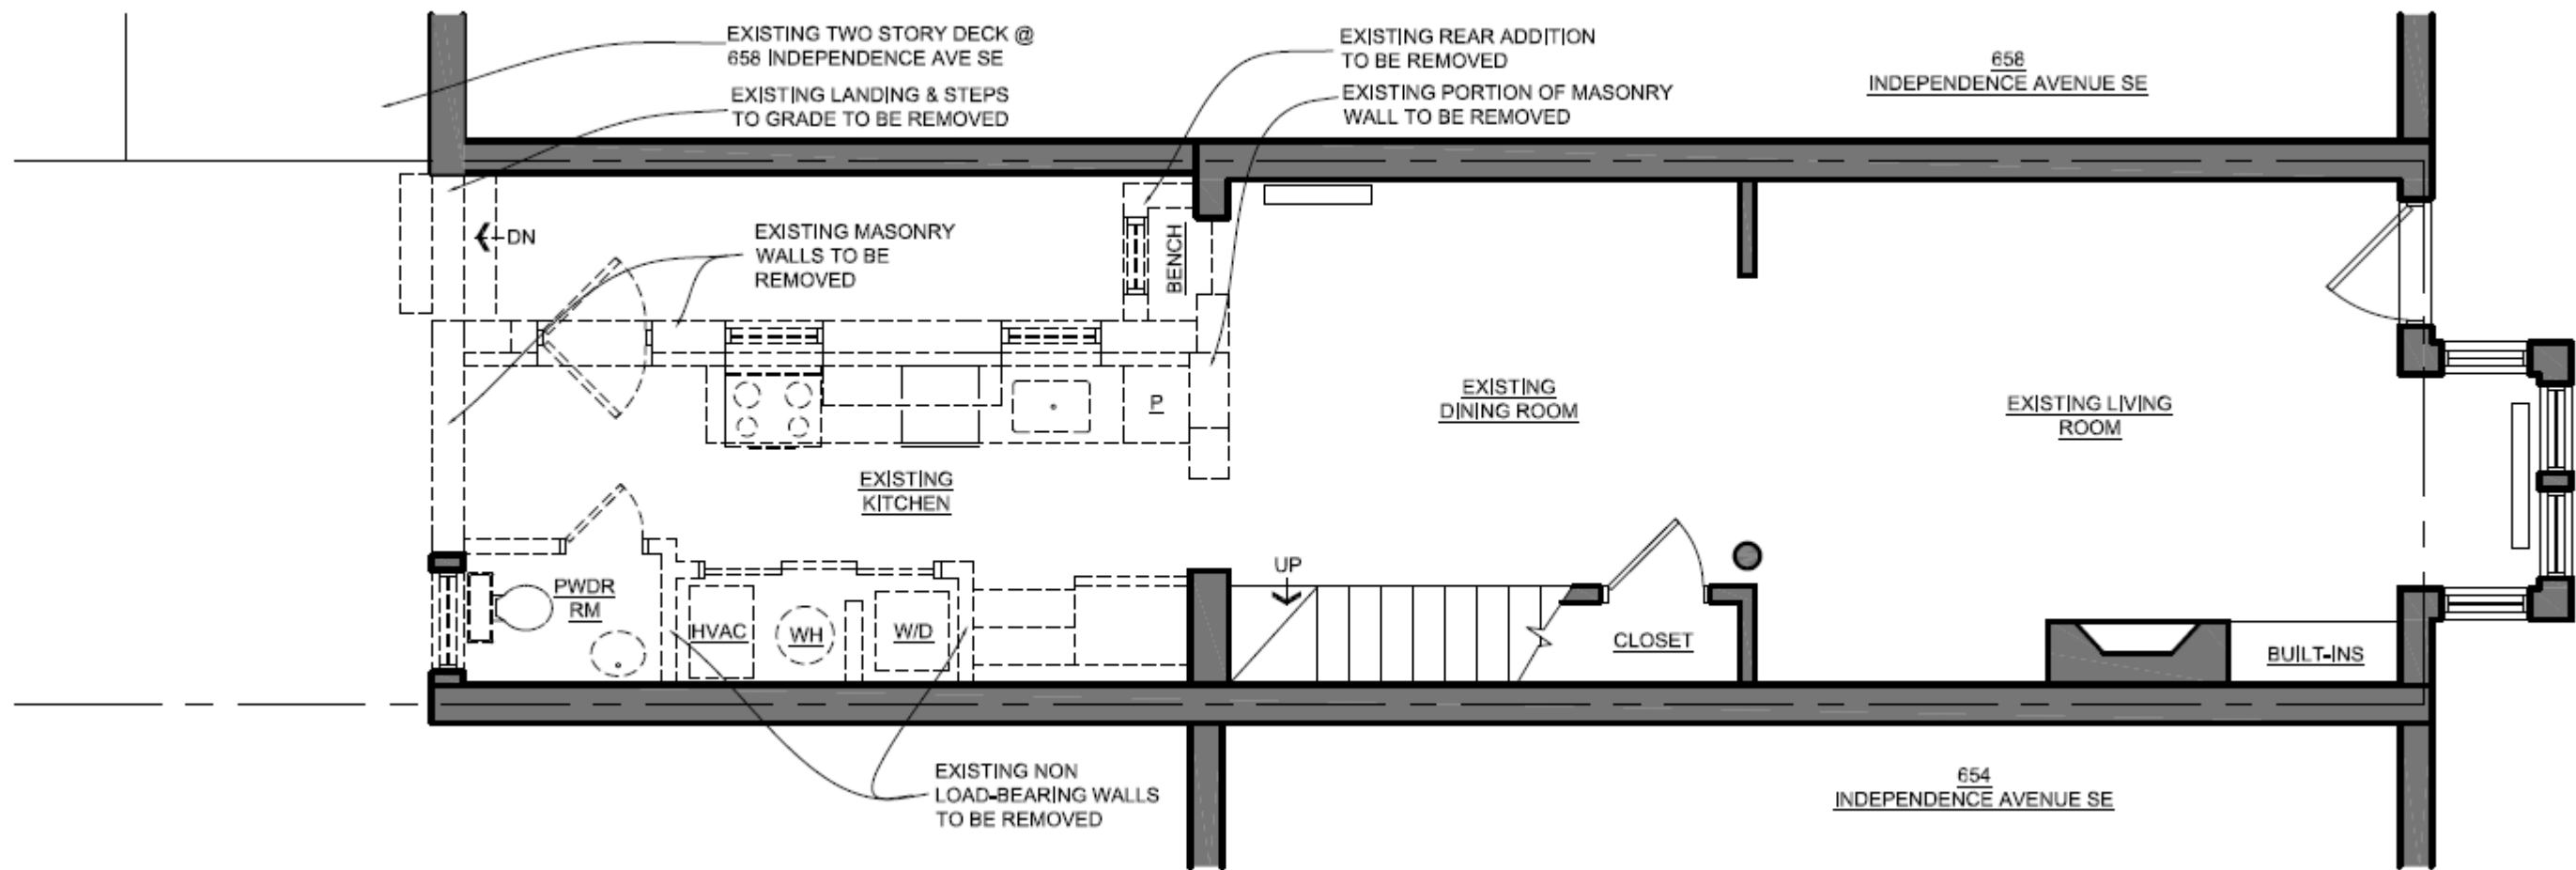 EXISTING TWO STORY DECK @
658 INDEPENDENCE AVE SE
EXISTING LANDING & STEPS
TO GRADE TO BE REMOVED
EXISTING REAR ADDITION
TO BE REMOVED
EXISTING PORTION OF MASONRY
WALL TO BE REMOVED
658
INDEPENDENCE AVENUE SE
DN
EXISTING MASONRY
WALLS TO BE
REMOVED
BENCH
P
EXISTING
DINING ROOM
EXISTING LIVING
ROOM
EXISTING
KITCHEN
UP
PWDR
RM
HVAC
WH
W/D
CLOSET
BUILT-INS
EXISTING NON
LOAD-BEARING WALLS
TO BE REMOVED
654
INDEPENDENCE AVENUE SE